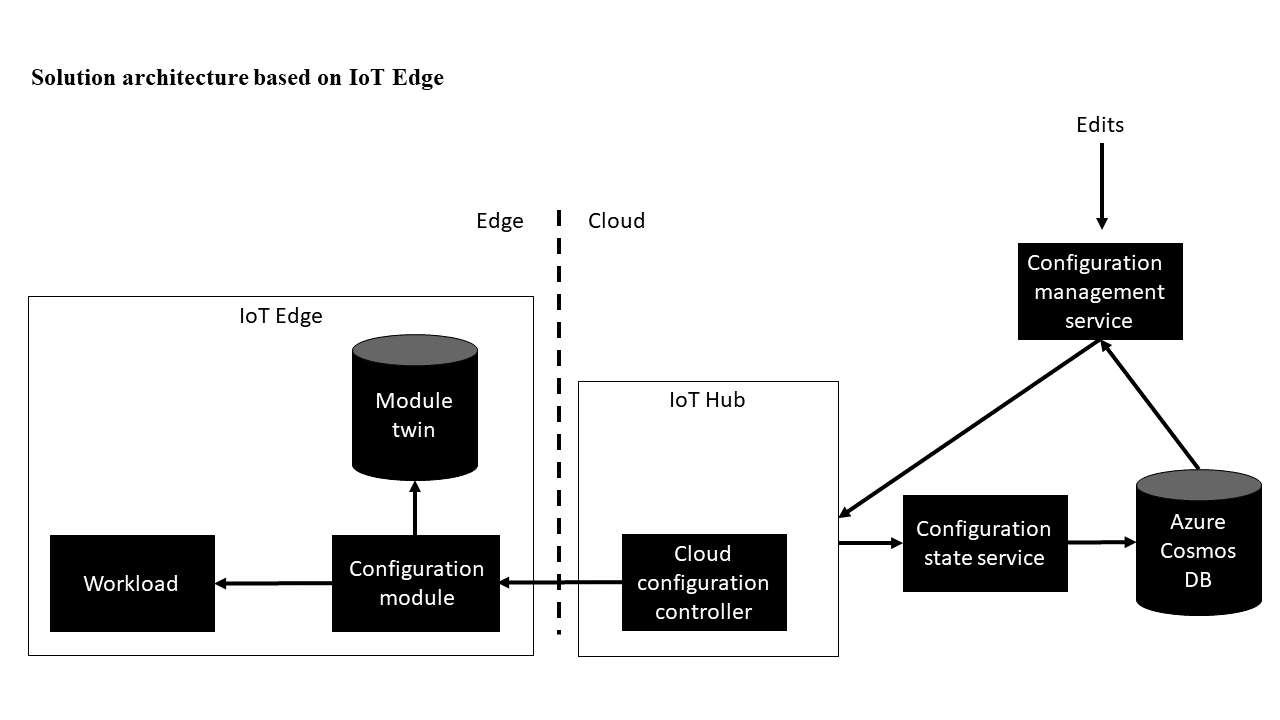 Solution architecture based on IoT Edge
Edits
Edge
Cloud
Configuration
management
service
IoT Edge
Module
twin
IoT Hub
Workload
Configuration
module
Cloud
configuration
controller
Configuration
state service
Azure
Cosmos
DB